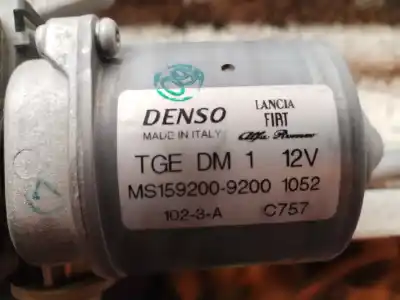 DENSO
MADE IN ITALY
LANCIA
FIAT
Alfa Romeo
TGE DM 1 12V
MS159200-9200 1052
102-3-A C757